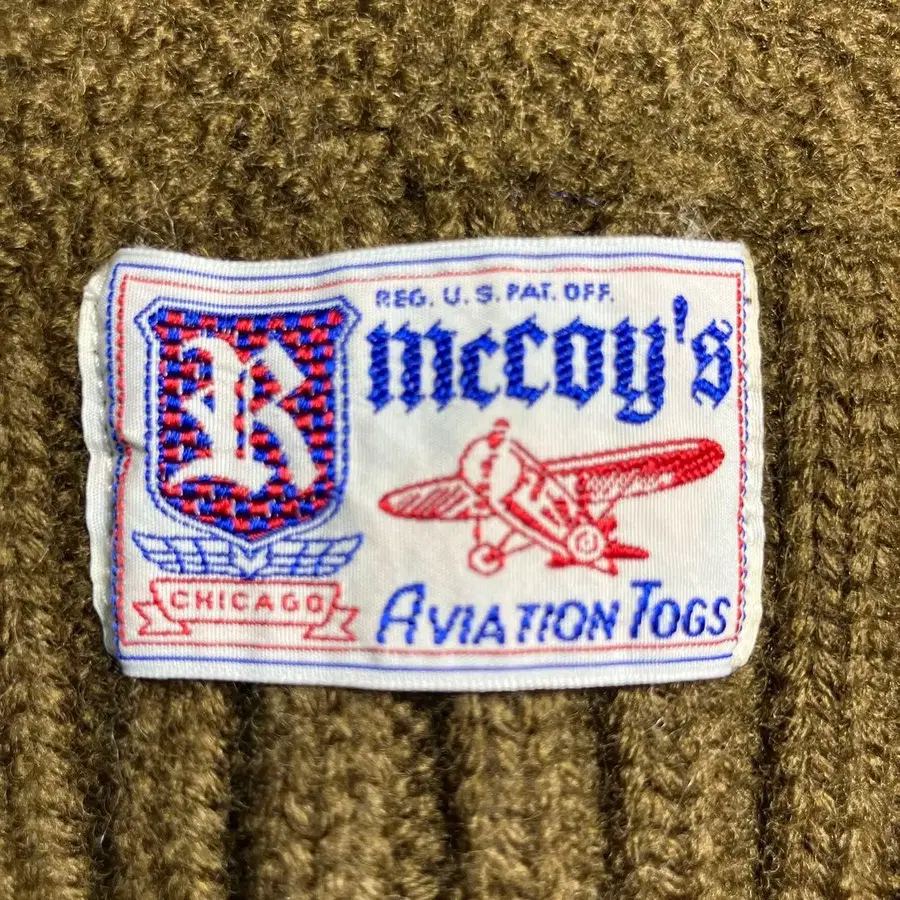 REG. U. S. PAT. OFF.
mccoy's
R
CHICAGO
AVIATION TOGS